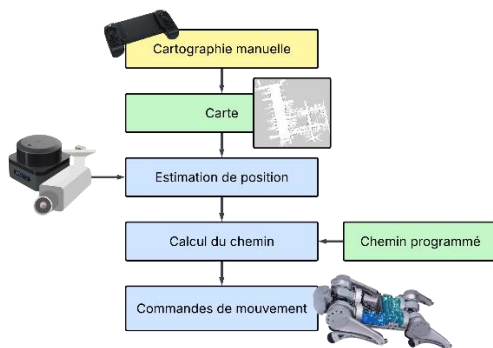 Cartographie manuelle
Carte
Estimation de position
Calcul du chemin
Chemin programmé
Commandes de mouvement